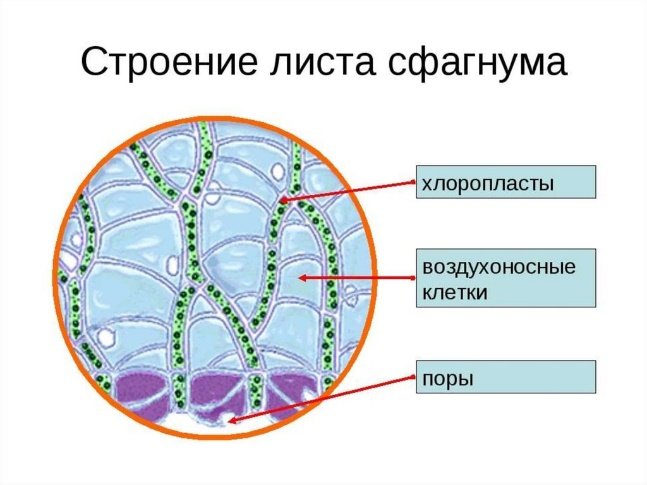 Строение листа сфагнума
хлоропласты
воздухоносные
клетки
поры